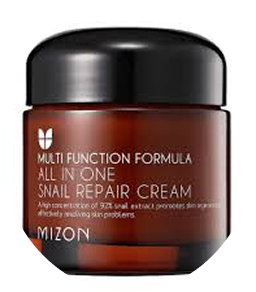 MULTI FUNCTION FORMULA
ALL IN ONE
SNAIL REPAIR CREAM
A high concentration of 92% snail extract promotes skin
effectively resolving skin problems.
MIZON